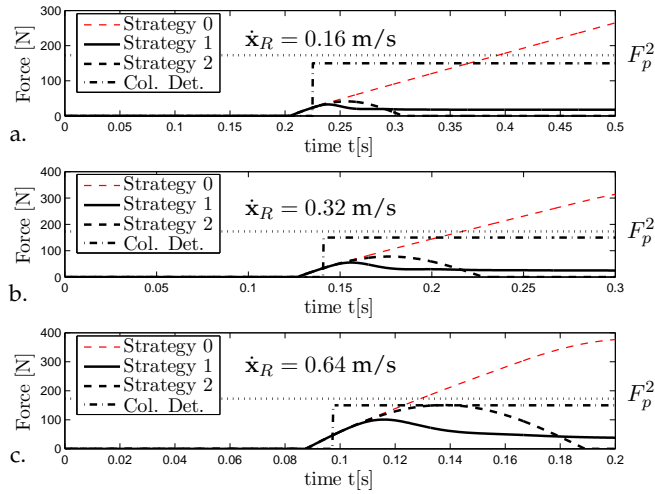 300
200
100
0
Force [N]
Strategy 0
Strategy 1
Strategy 2
Col. Det.
ẋ_R = 0.16 m/s
F_p^2
0 0.05 0.1 0.15 0.2 0.25 0.3 0.35 0.4 0.45 0.5
time t[s]
a.
400
300
200
100
0
Force [N]
Strategy 0
Strategy 1
Strategy 2
Col. Det.
ẋ_R = 0.32 m/s
F_p^2
0 0.05 0.1 0.15 0.2 0.25 0.3
time t[s]
b.
400
300
200
100
0
Force [N]
Strategy 0
Strategy 1
Strategy 2
Col. Det.
ẋ_R = 0.64 m/s
F_p^2
0 0.02 0.04 0.06 0.08 0.1 0.12 0.14 0.16 0.18 0.2
time t[s]
c.